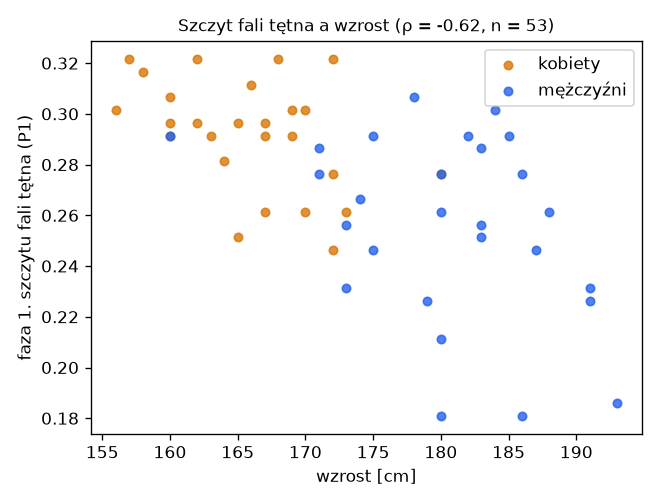 Szczyt fali tętna a wzrost (ρ = -0.62, n = 53)
kobiety
mężczyźni
faza 1. szczytu fali tętna (P1)
0.32
0.30
0.28
0.26
0.24
0.22
0.20
0.18
155 160 165 170 175 180 185 190
wzrost [cm]